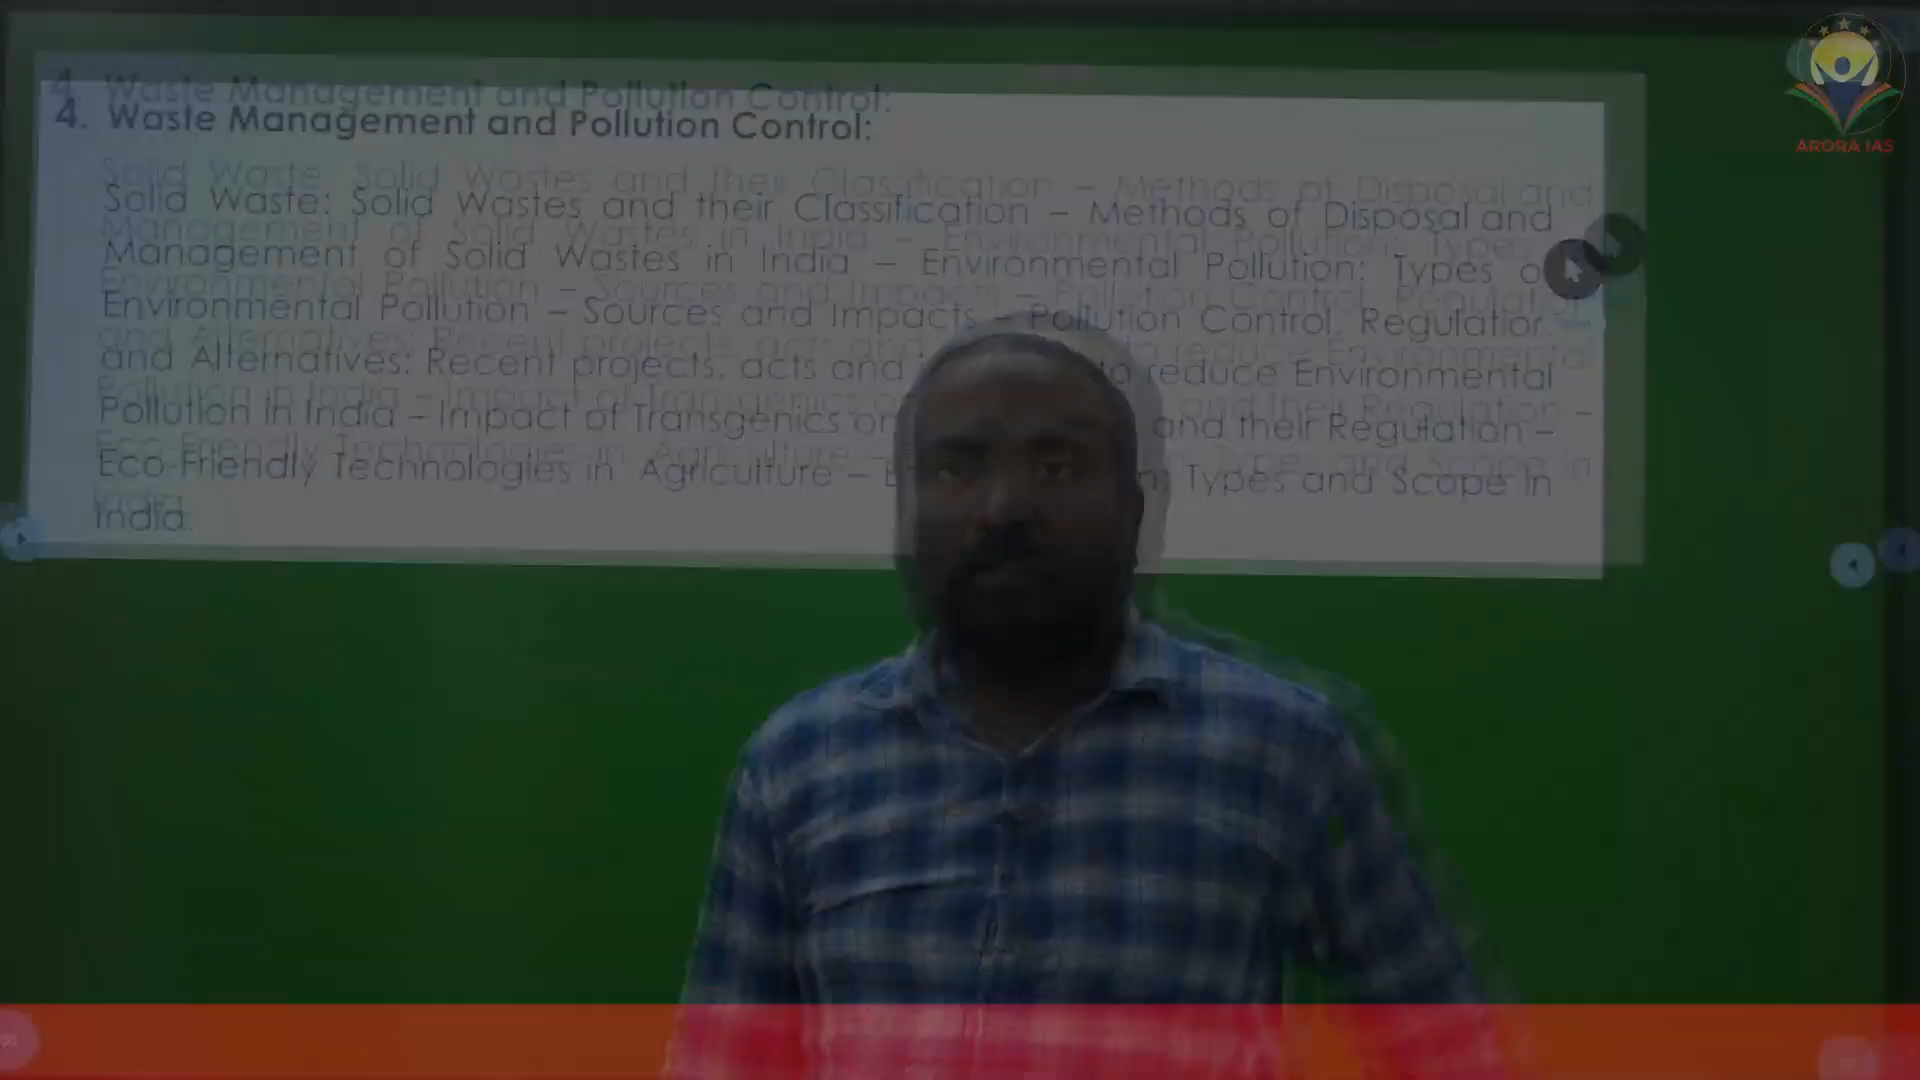 4. Waste Management and Pollution Control:
Solid Waste: Solid Wastes and their Classification – Methods of Disposal and
Management of Solid Wastes in India – Environmental Pollution: Types
Environmental Pollution – Sources and Impacts – Pollution Control, Regulation
and Alternatives: Recent projects, acts and to reduce Environmental
Pollution in India – Impact of Transgenics on and their Regulation –
Eco-Friendly Technologies in Agriculture – Types and Scope in
India.
ARORA IAS